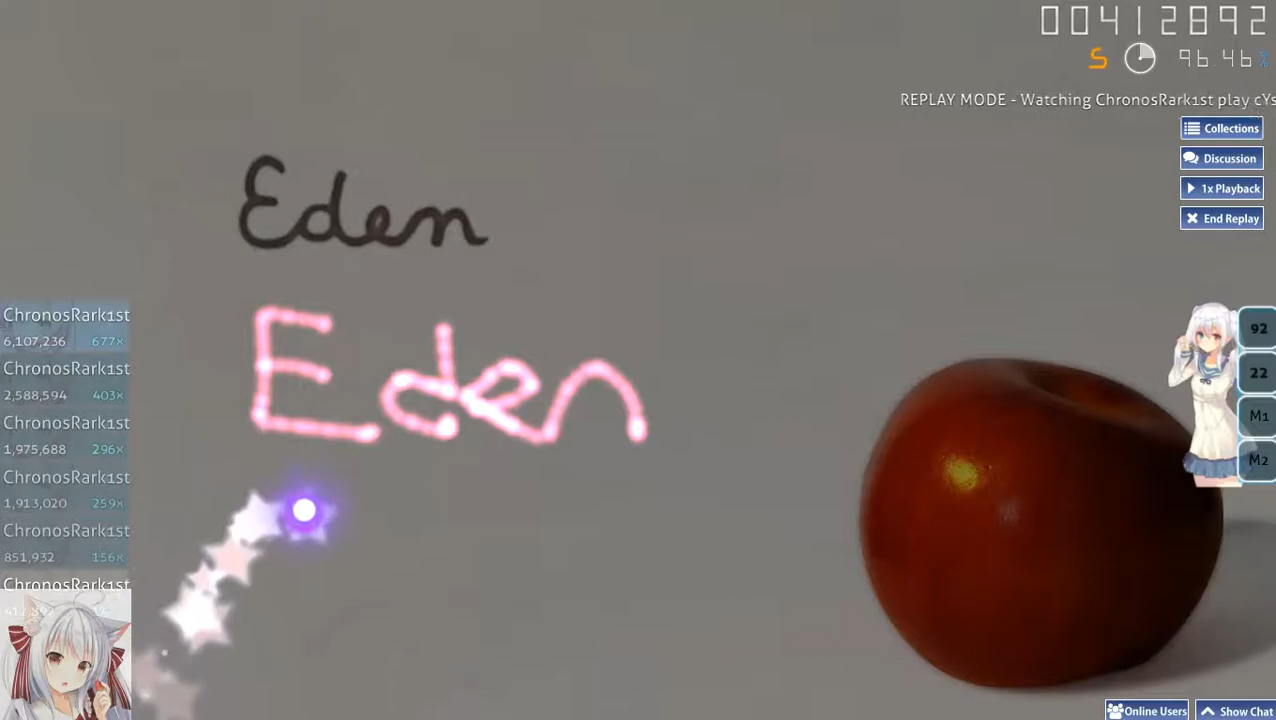 00412892
S 96.46%
REPLAY MODE - Watching ChronosRark1st play cYs
Collections
Discussion
1x Playback
End Replay
Eden
Eden
ChronosRark1st
6,107,236 677x
ChronosRark1st
2,588,594 403x
ChronosRark1st
1,975,688 296x
ChronosRark1st
1,913,020 259x
ChronosRark1st
851,932 156x
ChronosRark1st
412,892
92
22
M1
M2
Online Users
Show Chat